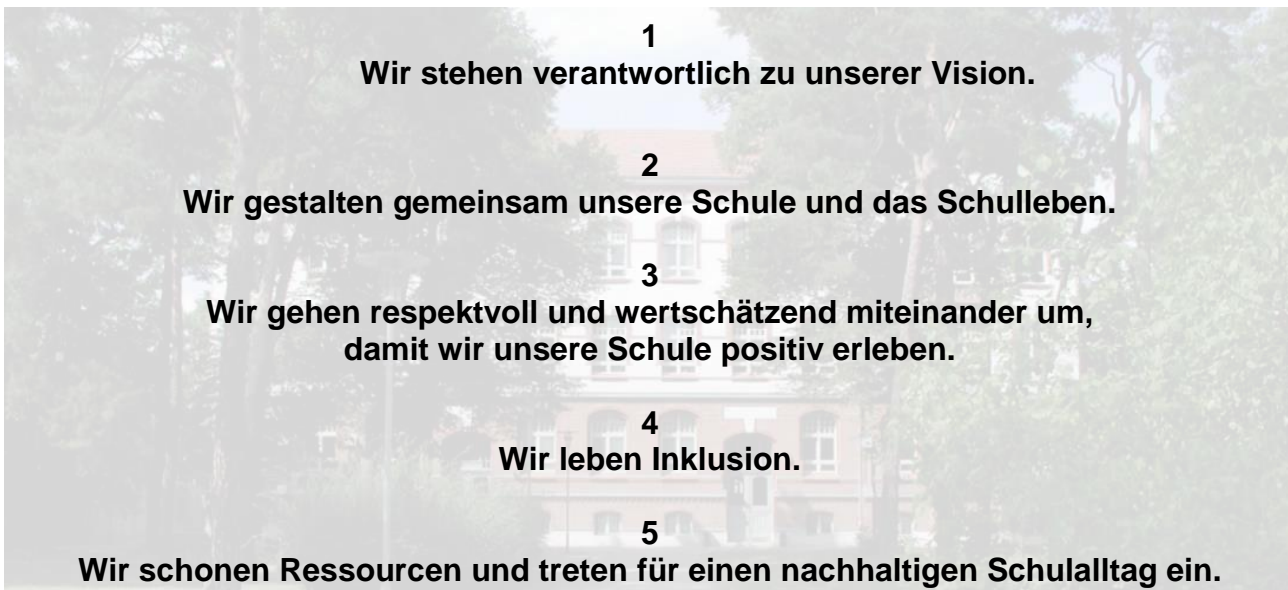 1
Wir stehen verantwortlich zu unserer Vision.
2
Wir gestalten gemeinsam unsere Schule und das Schulleben.
3
Wir gehen respektvoll und wertschätzend miteinander um,
damit wir unsere Schule positiv erleben.
4
Wir leben Inklusion.
5
Wir schonen Ressourcen und treten für einen nachhaltigen Schulalltag ein.